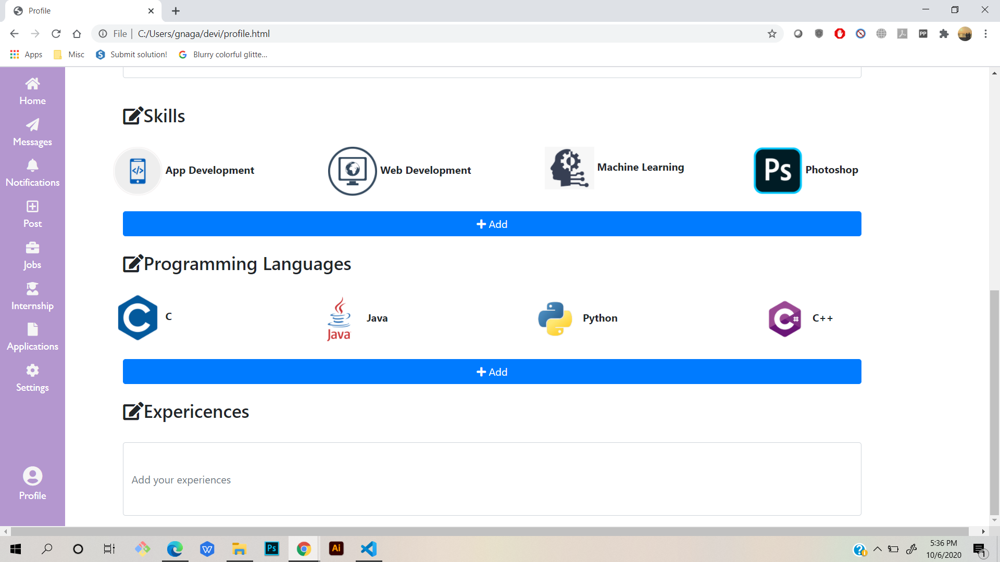 Profile
File | C:/Users/gnaga/devi/profile.html
PP
Apps Misc Submit solution! Blurry colorful glitte...
Home
Messages
Notifications
Post
Jobs
Internship
Applications
Settings
Profile
Skills
App Development Web Development Machine Learning Ps Photoshop
+ Add
Programming Languages
C C Java Java Python C# C++
+ Add
Expericences
Add your experiences
W Ps Ai
5:36 PM
10/6/2020
1